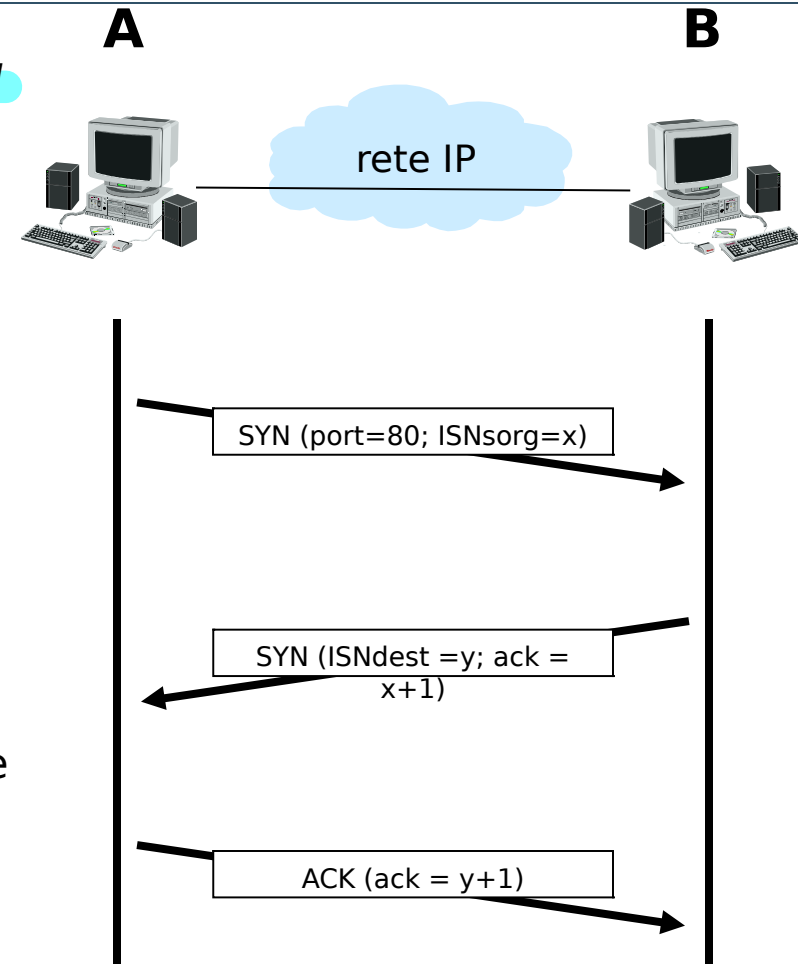 A
B
rete IP
SYN (port=80; ISNsorg=x)
SYN (ISNdest =y; ack =
x+1)
e
ACK (ack = y+1)